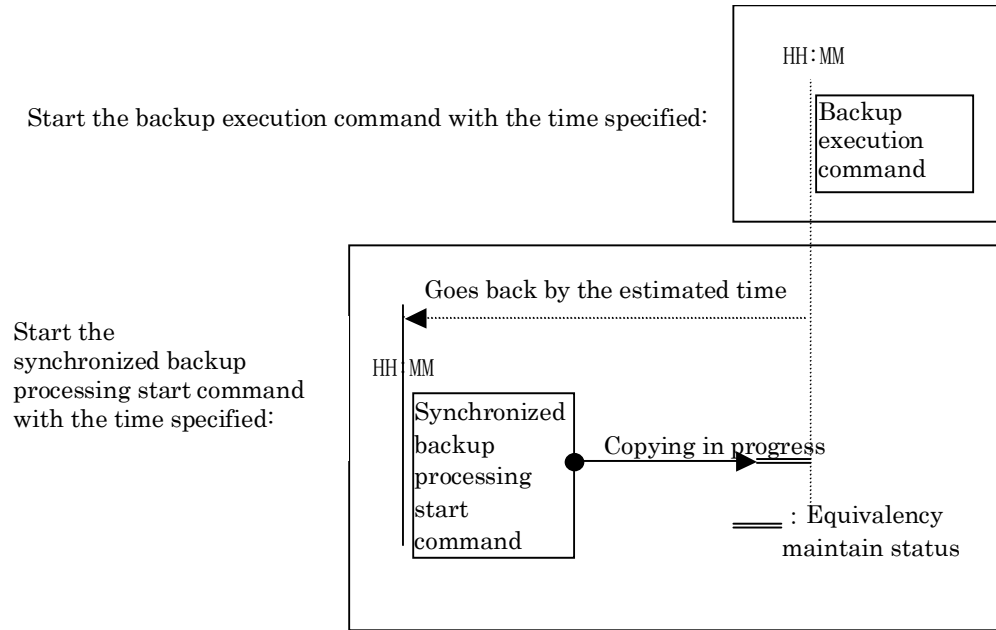 HH:MM
Start the backup execution command with the time specified:
Backup
execution
command
Goes back by the estimated time
Start the
synchronized backup
processing start command
with the time specified:
HH:MM
Synchronized
backup
processing
start
command
Copying in progress
: Equivalency
maintain status